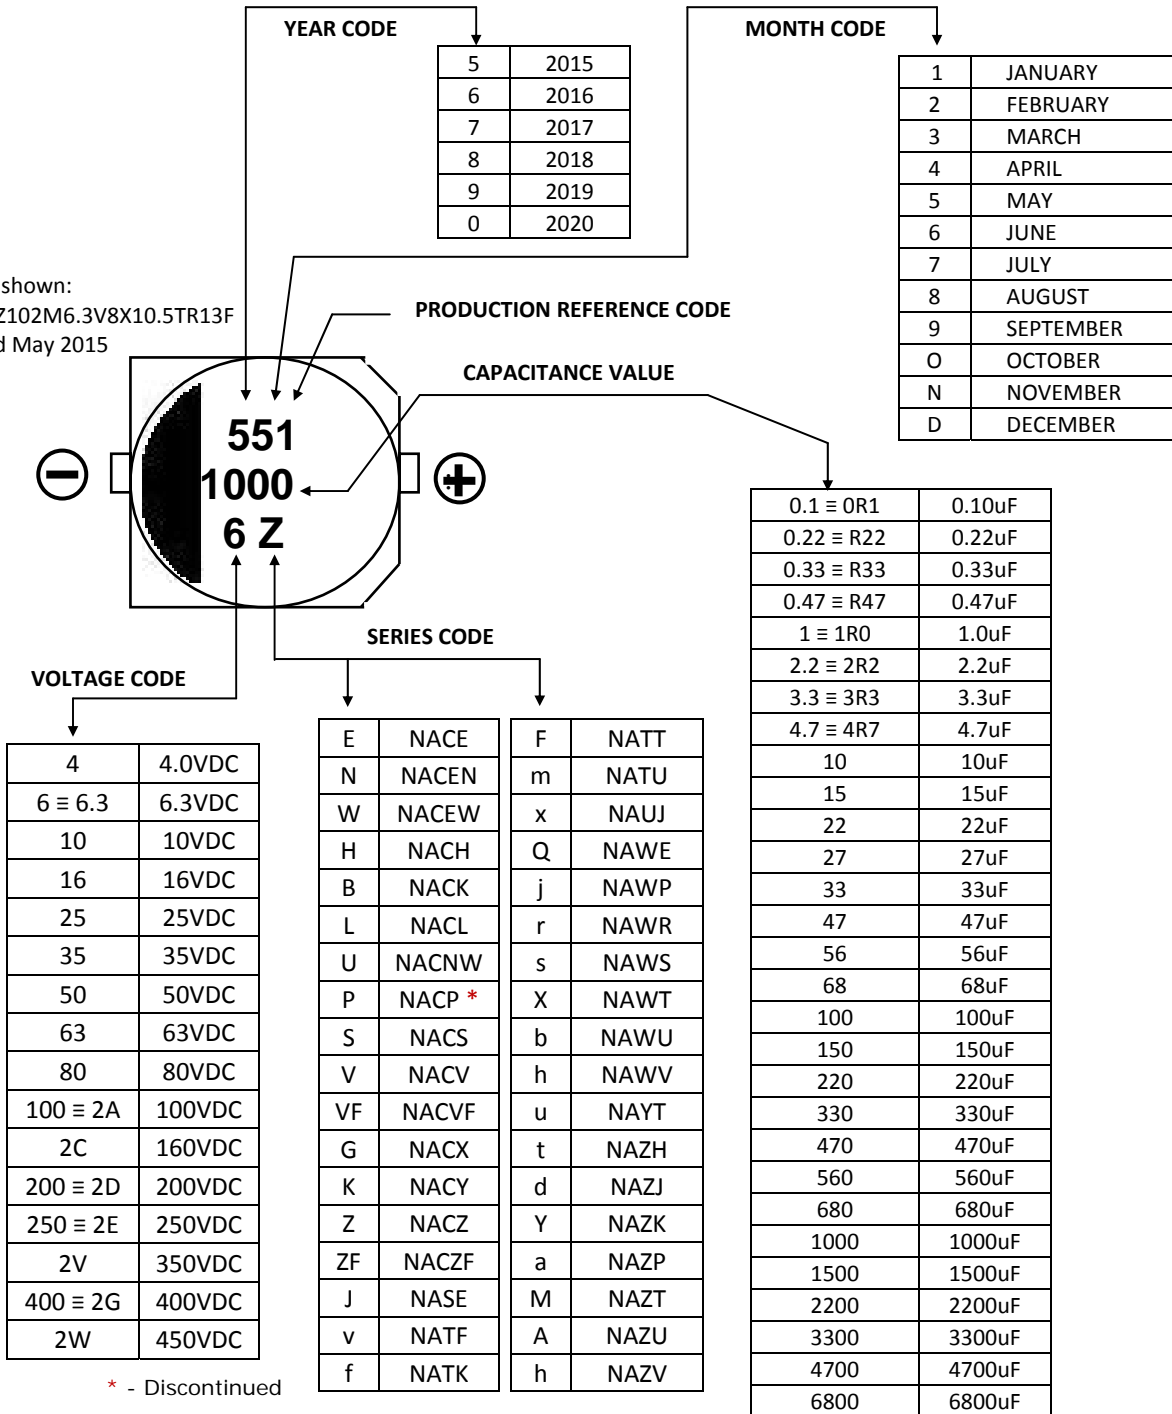 YEAR CODE
5 2015
6 2016
7 2017
8 2018
9 2019
0 2020
MONTH CODE
1 JANUARY
2 FEBRUARY
3 MARCH
4 APRIL
5 MAY
6 JUNE
7 JULY
8 AUGUST
9 SEPTEMBER
O OCTOBER
N NOVEMBER
D DECEMBER
shown:
Z102M6.3V8X10.5TR13F
d May 2015
PRODUCTION REFERENCE CODE
CAPACITANCE VALUE
551
1000
6 Z
SERIES CODE
VOLTAGE CODE
4 4.0VDC
6 ≡ 6.3 6.3VDC
10 10VDC
16 16VDC
25 25VDC
35 35VDC
50 50VDC
63 63VDC
80 80VDC
100 ≡ 2A 100VDC
2C 160VDC
200 ≡ 2D 200VDC
250 ≡ 2E 250VDC
2V 350VDC
400 ≡ 2G 400VDC
2W 450VDC
* - Discontinued
E NACE
N NACEN
W NACEW
H NACH
B NACK
L NACL
U NACNW
P NACP *
S NACS
V NACV
VF NACVF
G NACX
K NACY
Z NACZ
ZF NACZF
J NASE
v NATF
f NATK
F NATT
m NATU
x NAUJ
Q NAWE
j NAWP
r NAWR
s NAWS
X NAWT
b NAWU
h NAWV
u NAYT
t NAZH
d NAZJ
Y NAZK
a NAZP
M NAZT
A NAZU
h NAZV
0.1 ≡ 0R1 0.10uF
0.22 ≡ R22 0.22uF
0.33 ≡ R33 0.33uF
0.47 ≡ R47 0.47uF
1 ≡ 1R0 1.0uF
2.2 ≡ 2R2 2.2uF
3.3 ≡ 3R3 3.3uF
4.7 ≡ 4R7 4.7uF
10 10uF
15 15uF
22 22uF
27 27uF
33 33uF
47 47uF
56 56uF
68 68uF
100 100uF
150 150uF
220 220uF
330 330uF
470 470uF
560 560uF
680 680uF
1000 1000uF
1500 1500uF
2200 2200uF
3300 3300uF
4700 4700uF
6800 6800uF